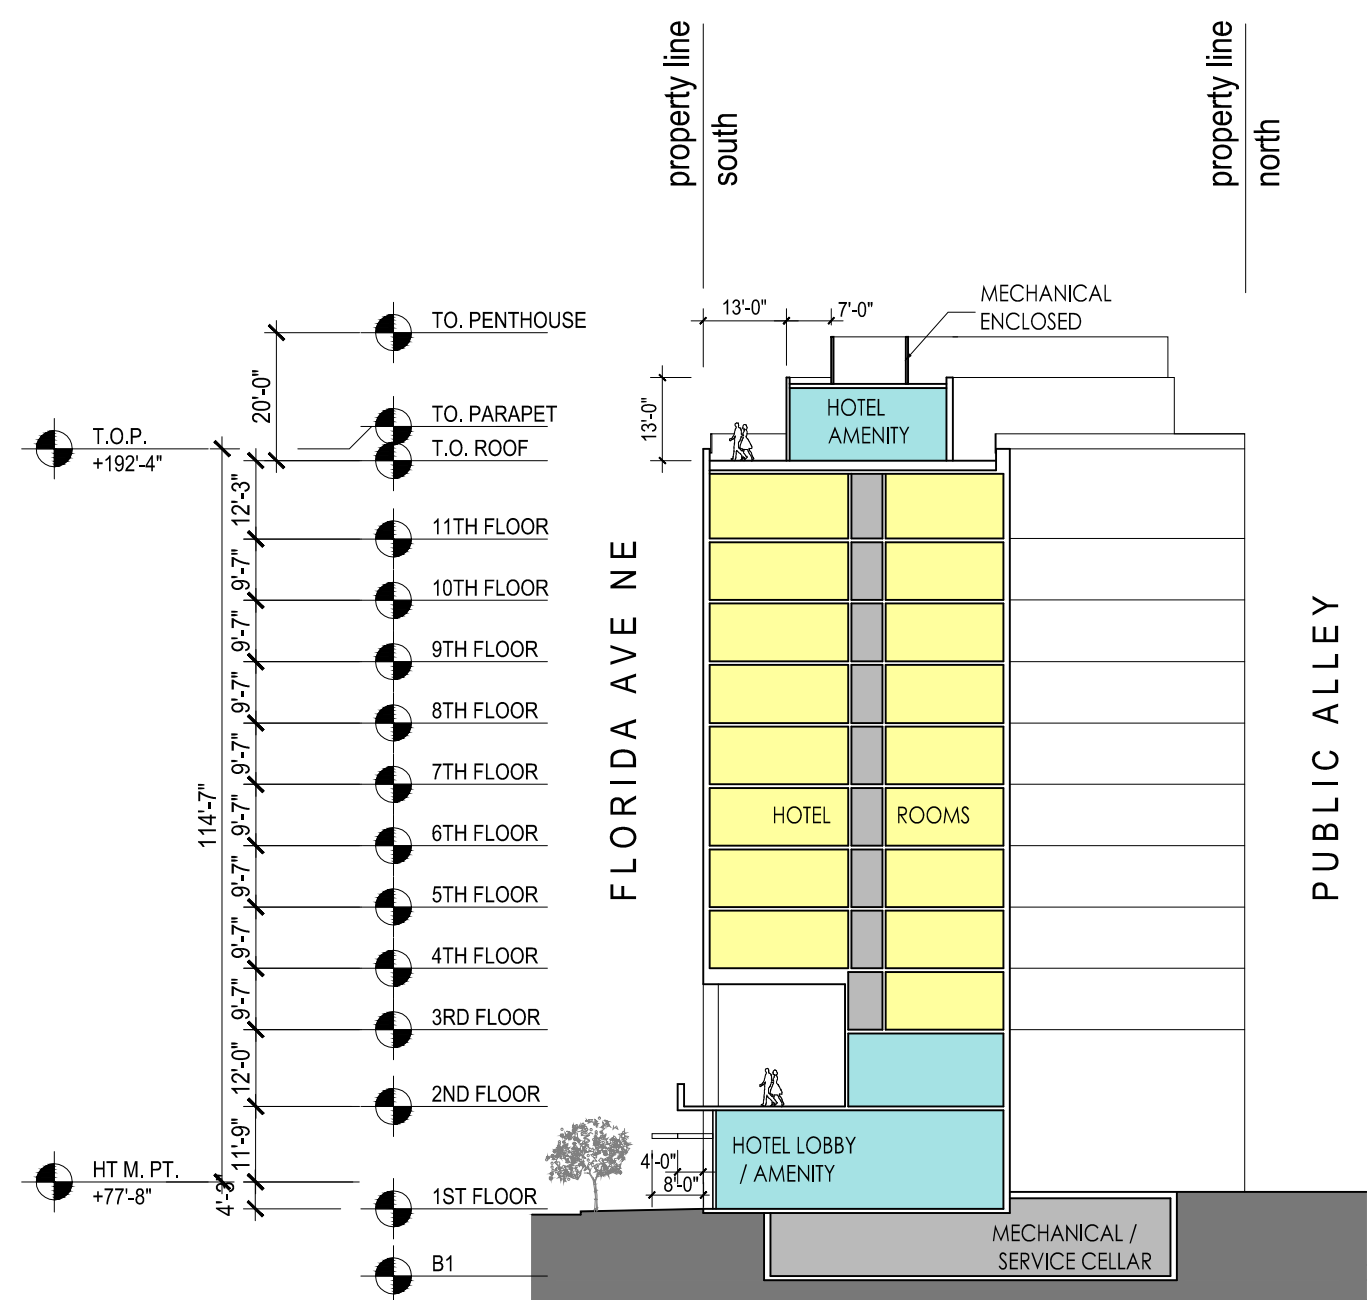 property line
south
property line
north
13'-0"
7'-0"
MECHANICAL
ENCLOSED
TO. PENTHOUSE
20'-0"
TO. PARAPET
T.O. ROOF
T.O.P.
+192'-4"
13'-0"
HOTEL
AMENITY
12'-3"
11TH FLOOR
9'-7"
10TH FLOOR
9'-7"
9TH FLOOR
9'-7"
8TH FLOOR
9'-7"
7TH FLOOR
9'-7"
6TH FLOOR
9'-7"
5TH FLOOR
9'-7"
4TH FLOOR
9'-7"
3RD FLOOR
12'-0"
2ND FLOOR
11'-9"
114'-7"
HT M. PT.
+77'-8"
1ST FLOOR
B1
FLORIDA AVE NE
HOTEL ROOMS
PUBLIC ALLEY
HOTEL LOBBY
/ AMENITY
4'-0"
8'-0"
MECHANICAL /
SERVICE CELLAR